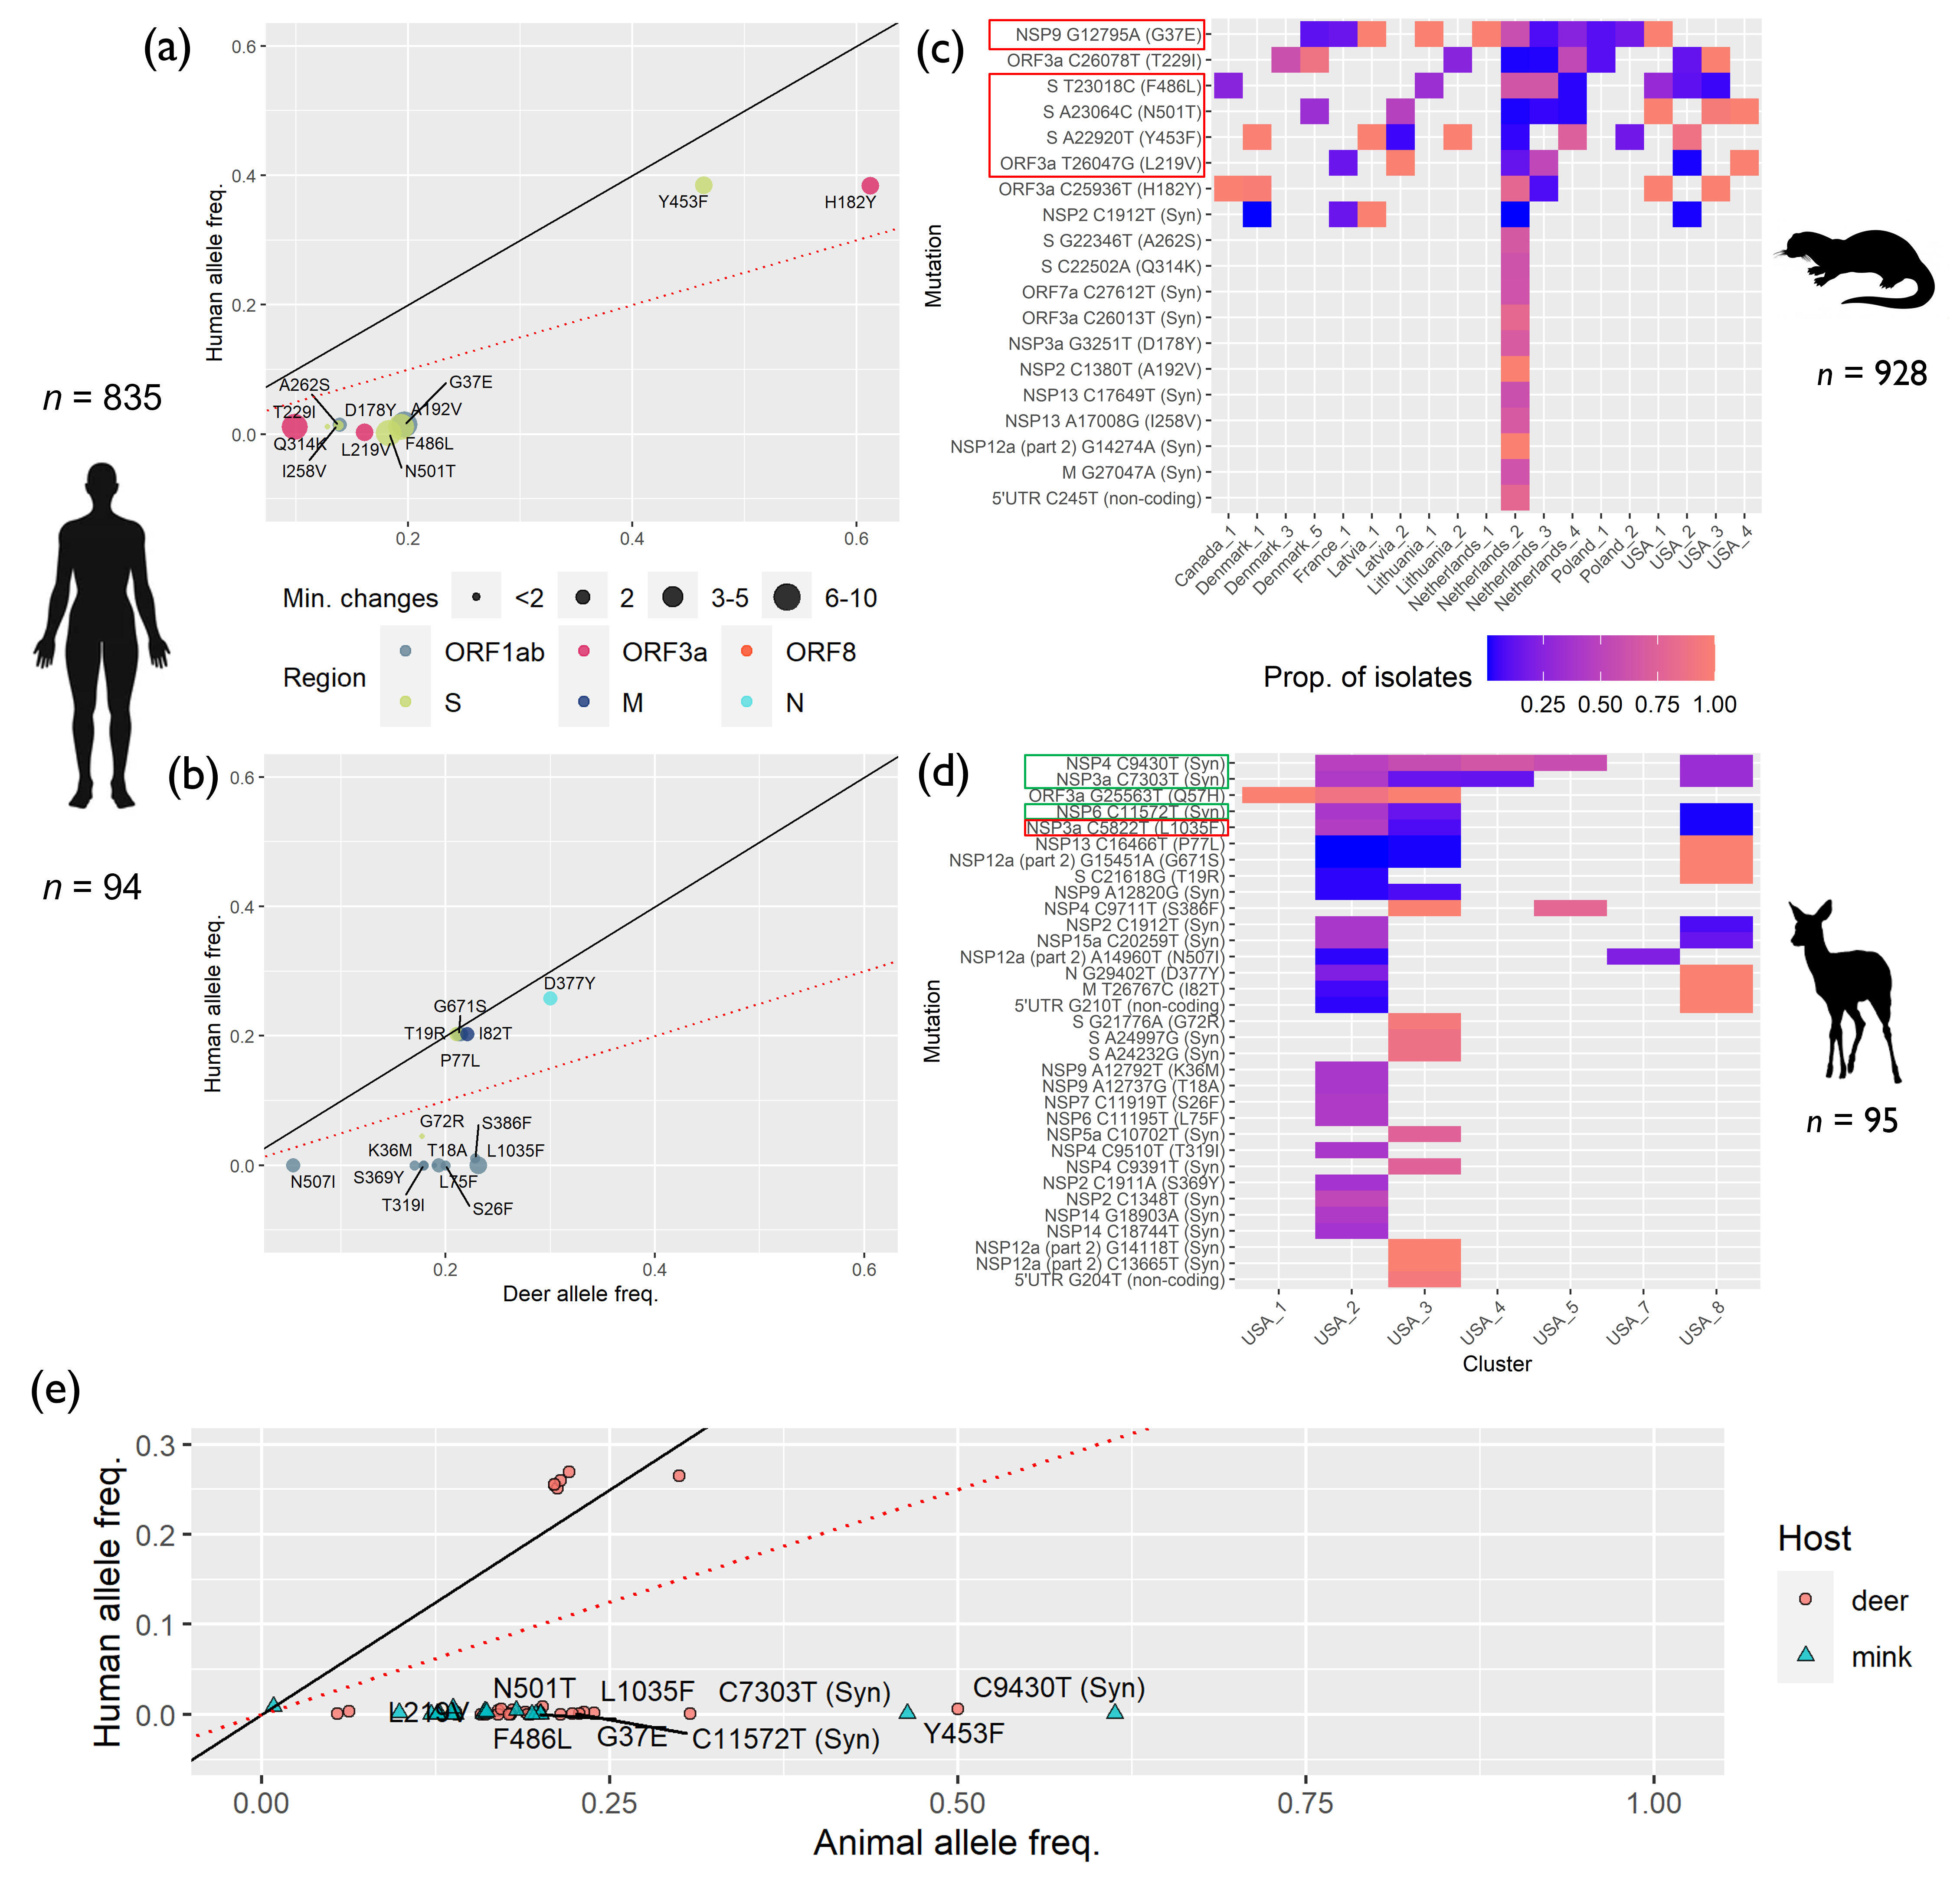 (a)
0.6
0.4
0.2
0.0
Human allele freq.
Y453F
H182Y
A262S
G37E
T229I
D178Y
A192V
Q314K
L219V
F486L
I258V
N501T
0.2
0.4
0.6
n = 835
Min. changes
<2
2
3-5
6-10
Region
ORF1ab
ORF3a
ORF8
S
M
N
(b)
n = 94
0.6
0.4
0.2
0.0
Human allele freq.
D377Y
G671S
T19R
I82T
P77L
G72R
S386F
K36M
T18A
L1035F
N507I
S369Y
L75F
T319I
S26F
0.2
0.4
0.6
Deer allele freq.
(c)
Mutation
NSP9 G12795A (G37E)
ORF3a C26078T (T229I)
S T23018C (F486L)
S A23064C (N501T)
S A22920T (Y453F)
ORF3a T26047G (L219V)
ORF3a C25936T (H182Y)
NSP2 C1912T (Syn)
S G22346T (A262S)
S C22502A (Q314K)
ORF7a C27612T (Syn)
ORF3a C26013T (Syn)
NSP3a G3251T (D178Y)
NSP2 C1380T (A192V)
NSP13 C17649T (Syn)
NSP13 A17008G (I258V)
NSP12a (part 2) G14274A (Syn)
M G27047A (Syn)
5'UTR C245T (non-coding)
Canada_1
Denmark_1
Denmark_3
Denmark_5
France_1
Latvia_1
Latvia_2
Lithuania_1
Lithuania_2
Netherlands_1
Netherlands_2
Netherlands_3
Netherlands_4
Poland_1
Poland_2
USA_1
USA_2
USA_3
USA_4
n = 928
Prop. of isolates
0.25
0.50
0.75
1.00
(d)
Mutation
NSP4 C9430T (Syn)
NSP3a C7303T (Syn)
ORF3a G25563T (Q57H)
NSP6 C11572T (Syn)
NSP3a C5822T (L1035F)
NSP13 C16466T (P77L)
NSP12a (part 2) G15451A (G671S)
S C21618G (T19R)
NSP9 A12820G (Syn)
NSP4 C9711T (S386F)
NSP2 C1912T (Syn)
NSP15a C20259T (Syn)
NSP12a (part 2) A14960T (N507I)
N G29402T (D377Y)
M T26767C (I82T)
5'UTR G210T (non-coding)
S G21776A (G72R)
S A24997G (Syn)
S A24232G (Syn)
NSP9 A12792T (K36M)
NSP9 A12737G (T18A)
NSP7 C11919T (S26F)
NSP6 C11195T (L75F)
NSP5a C10702T (Syn)
NSP4 C9510T (T319I)
NSP4 C9391T (Syn)
NSP2 C1911A (S369Y)
NSP2 C1348T (Syn)
NSP14 G18903A (Syn)
NSP14 C18744T (Syn)
NSP12a (part 2) G14118T (Syn)
NSP12a (part 2) C13665T (Syn)
5'UTR G204T (non-coding)
USA_1
USA_2
USA_3
USA_4
USA_5
USA_7
USA_8
Cluster
n = 95
(e)
0.3
0.2
0.1
0.0
Human allele freq.
N501T
L1035F
C7303T (Syn)
C9430T (Syn)
L219V
F486L
G37E
C11572T (Syn)
Y453F
0.00
0.25
0.50
0.75
1.00
Animal allele freq.
Host
deer
mink